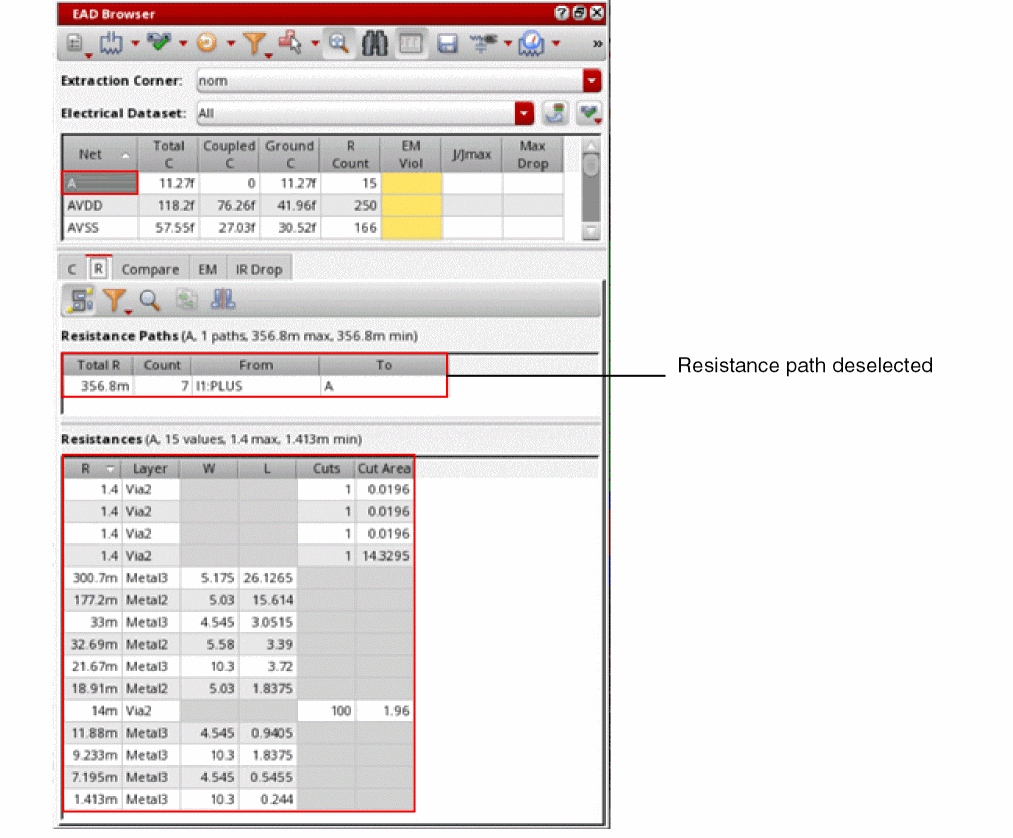 EAD Browser
»
Extraction Corner: nom
Electrical Dataset: All
Net Total C Coupled C Ground C R Count EM Viol J/Jmax Max Drop
A 11.27f 0 11.27f 15
AVDD 118.2f 76.26f 41.96f 250
AVSS 57.55f 27.03f 30.52f 166
C R Compare EM IR Drop
Resistance Paths (A, 1 paths, 356.8m max, 356.8m min)
Total R Count From To
356.8m 7 I1:PLUS A
Resistance path deselected
Resistances (A, 15 values, 1.4 max, 1.413m min)
R Layer W L Cuts Cut Area
1.4 Via2 1 0.0196
1.4 Via2 1 0.0196
1.4 Via2 1 0.0196
1.4 Via2 1 14.3295
300.7m Metal3 5.175 26.1265
177.2m Metal2 5.03 15.614
33m Metal3 4.545 3.0515
32.69m Metal2 5.58 3.39
21.67m Metal3 10.3 3.72
18.91m Metal2 5.03 1.8375
14m Via2 100 1.96
11.88m Metal3 4.545 0.9405
9.233m Metal3 10.3 1.8375
7.195m Metal3 4.545 0.5455
1.413m Metal3 10.3 0.244